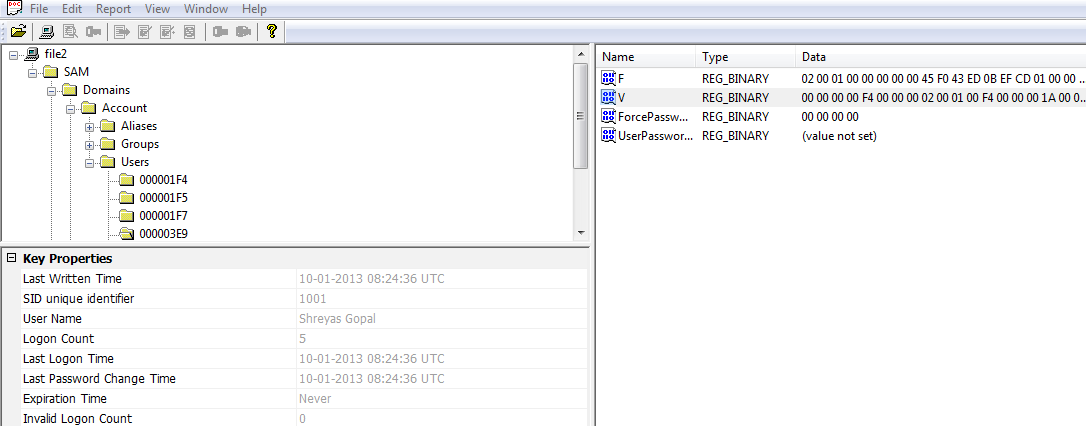 File Edit Report View Window Help
file2
SAM
Domains
Account
Aliases
Groups
Users
000001F4
000001F5
000001F7
000003E9
Name Type Data
F REG_BINARY 02 00 01 00 00 00 00 00 45 F0 43 ED 0B EF CD 01 00 00 ...
V REG_BINARY 00 00 00 00 F4 00 00 00 02 00 01 00 F4 00 00 00 1A 00 0...
ForcePassw... REG_BINARY 00 00 00 00
UserPasswor... REG_BINARY (value not set)
Key Properties
Last Written Time 10-01-2013 08:24:36 UTC
SID unique identifier 1001
User Name Shreyas Gopal
Logon Count 5
Last Logon Time 10-01-2013 08:24:36 UTC
Last Password Change Time 10-01-2013 08:24:36 UTC
Expiration Time Never
Invalid Logon Count 0